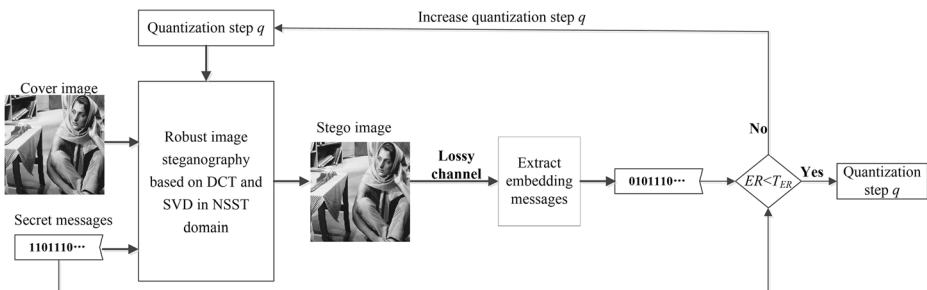 Increase quantization step q
Quantization step q
Cover image
Robust image
steganography
based on DCT and
SVD in NSST
domain
Stego image
Lossy
channel
Extract
embedding
messages
0101110···
No
ER<T_ER
Yes
Quantization
step q
Secret messages
1101110···